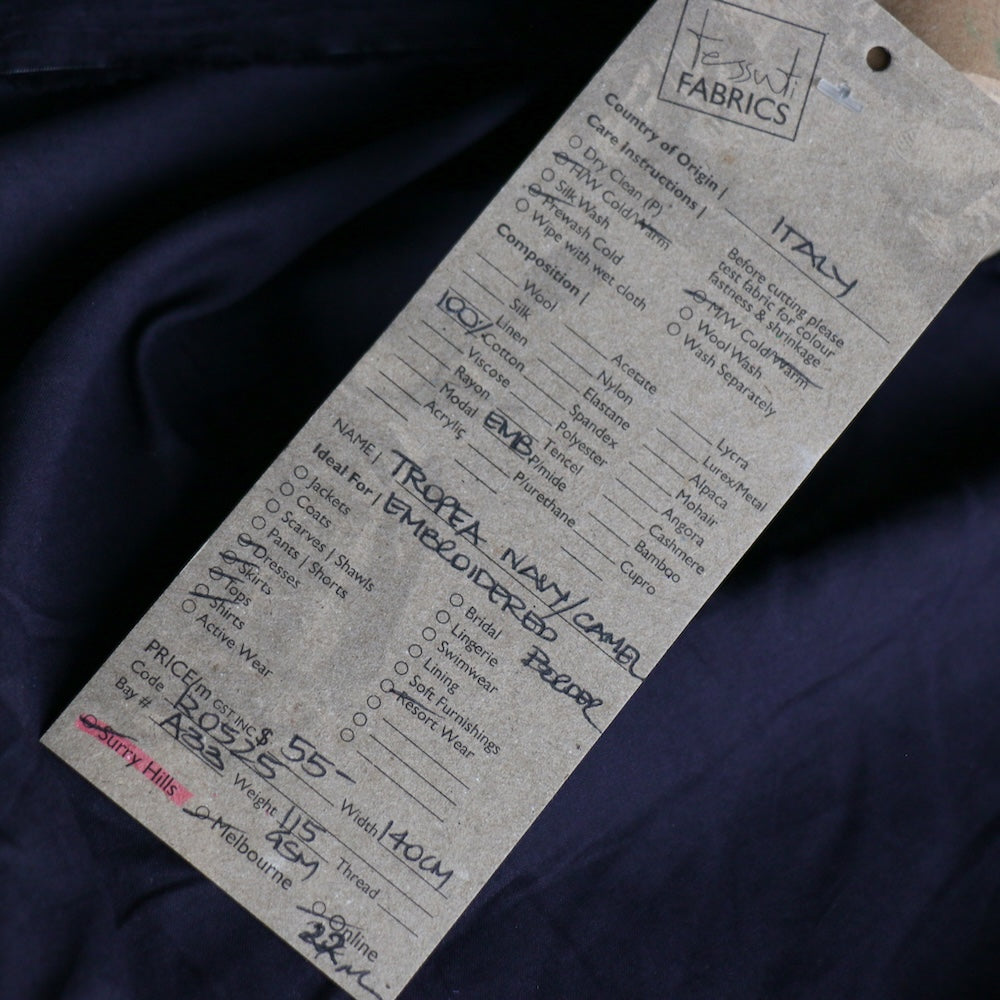 tessuti
FABRICS
Country of Origin | ITALY
Care Instructions |
Dry Clean (P)
H/W Cold/Warm
Silk Wash
Prewash Cold
Wipe with wet cloth
Before cutting please
test fabric for colour
fastness & shrinkage
M/W Cold/Warm
Wool Wash
Wash Separately
Composition |
Wool
Silk
Linen
100% Cotton
Viscose
Rayon
Modal
Acrylic
Acetate
Nylon
Elastane
Spandex
Polyester
Tencel
EMB. P/mide
P/urethane
Lycra
Lurex/Metal
Alpaca
Mohair
Angora
Cashmere
Bamboo
Cupro
NAME | TROPEA NAVY/CAMEL
EMBROIDERED BORDER
Ideal For |
Jackets
Coats
Scarves | Shawls
Pants | Shorts
Dresses
Skirts
Tops
Shirts
Active Wear
Bridal
Lingerie
Swimwear
Lining
Soft Furnishings
Resort Wear
PRICE/m GST INC $ 55-
Code
Bay # A33
Weight 115 GSM
Width 140CM
Thread
Surry Hills
Melbourne
Online